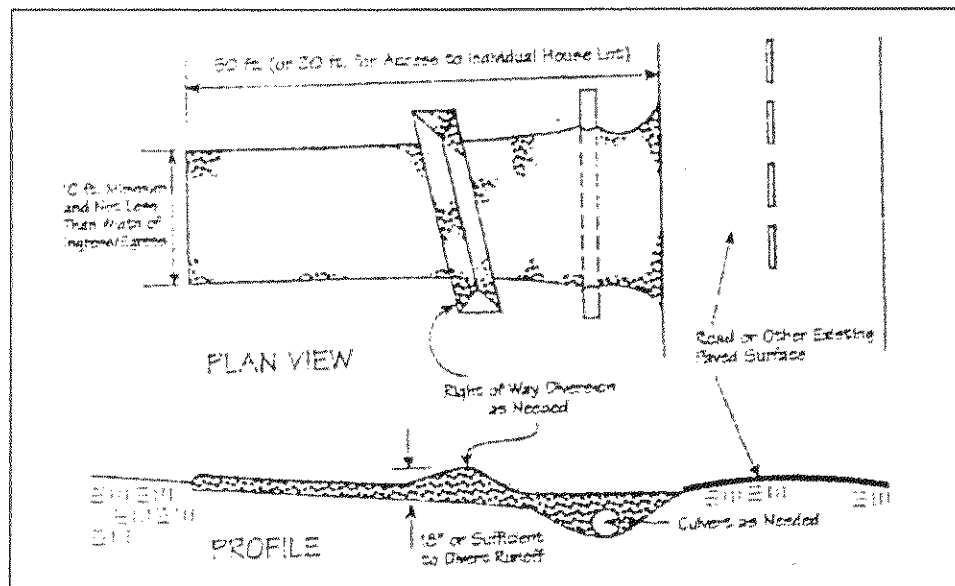 50 ft. (or 30 ft. for Access to Individual House Lot)
10 ft. Minimum
and Not Less
Than Width of
Ingress/Egress
PLAN VIEW
Road or Other Existing
Paved Surface
Right of Way Diversion
as Needed
Culvert as Needed
PROFILE
18" or Sufficient
to Divert Runoff